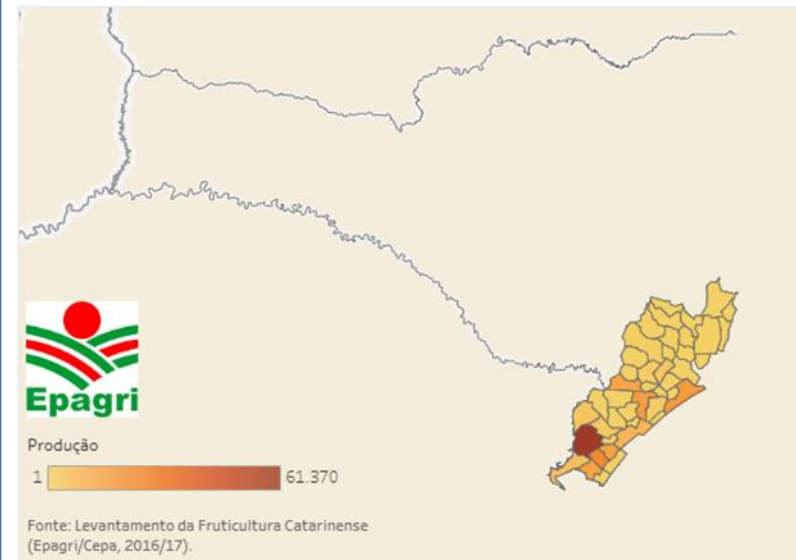 Epagri
Produção
1 61.370
Fonte: Levantamento da Fruticultura Catarinense
(Epagri/Cepa, 2016/17).